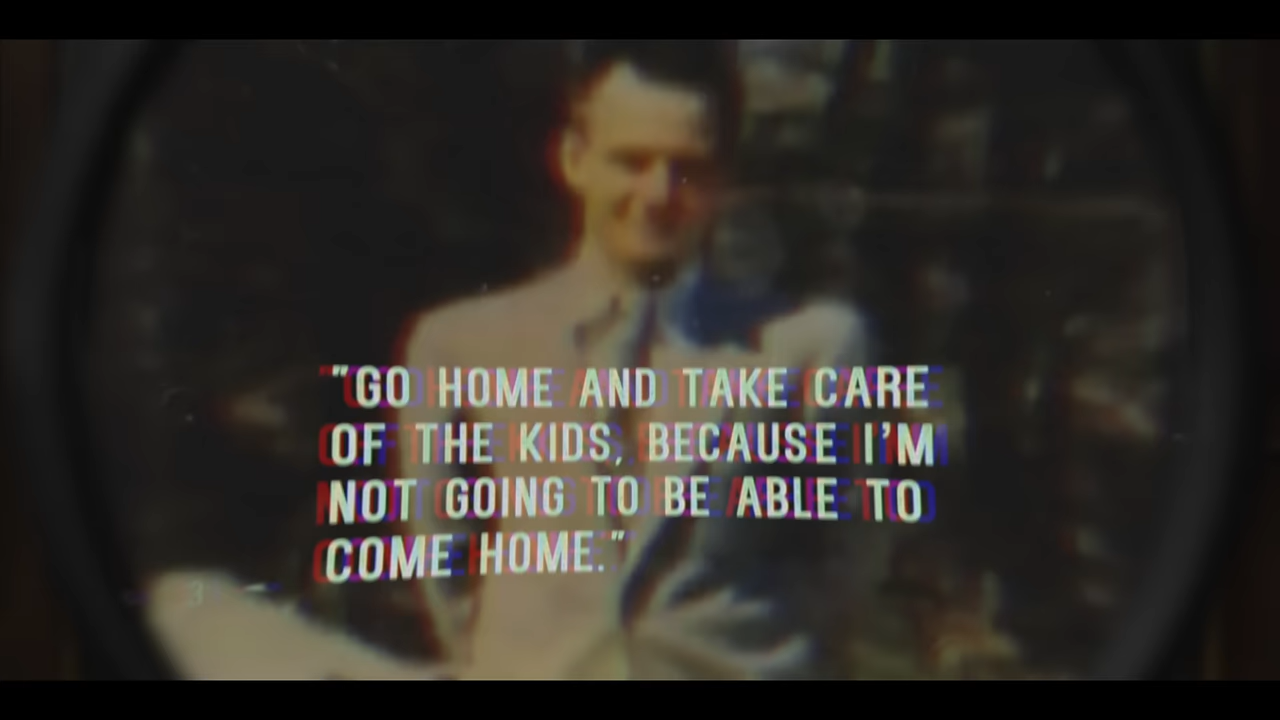 "GO HOME AND TAKE CARE
OF THE KIDS, BECAUSE I'M
NOT GOING TO BE ABLE TO
COME HOME."